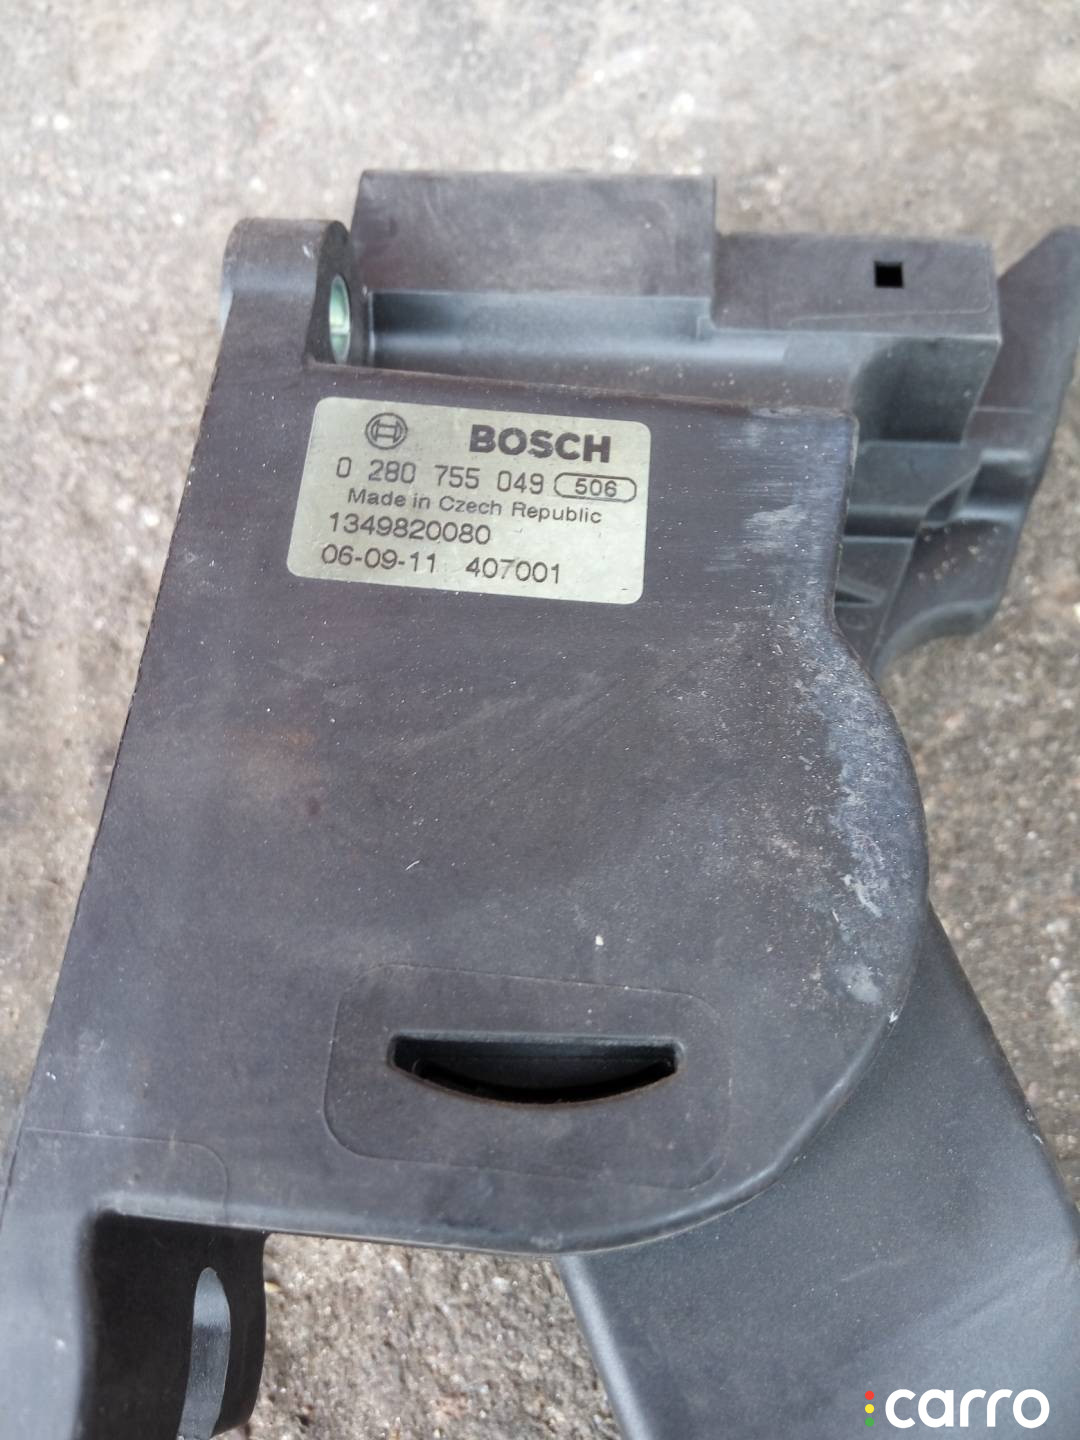 BOSCH
0 280 755 049 506
Made in Czech Republic
1349820080
06-09-11 407001
carro